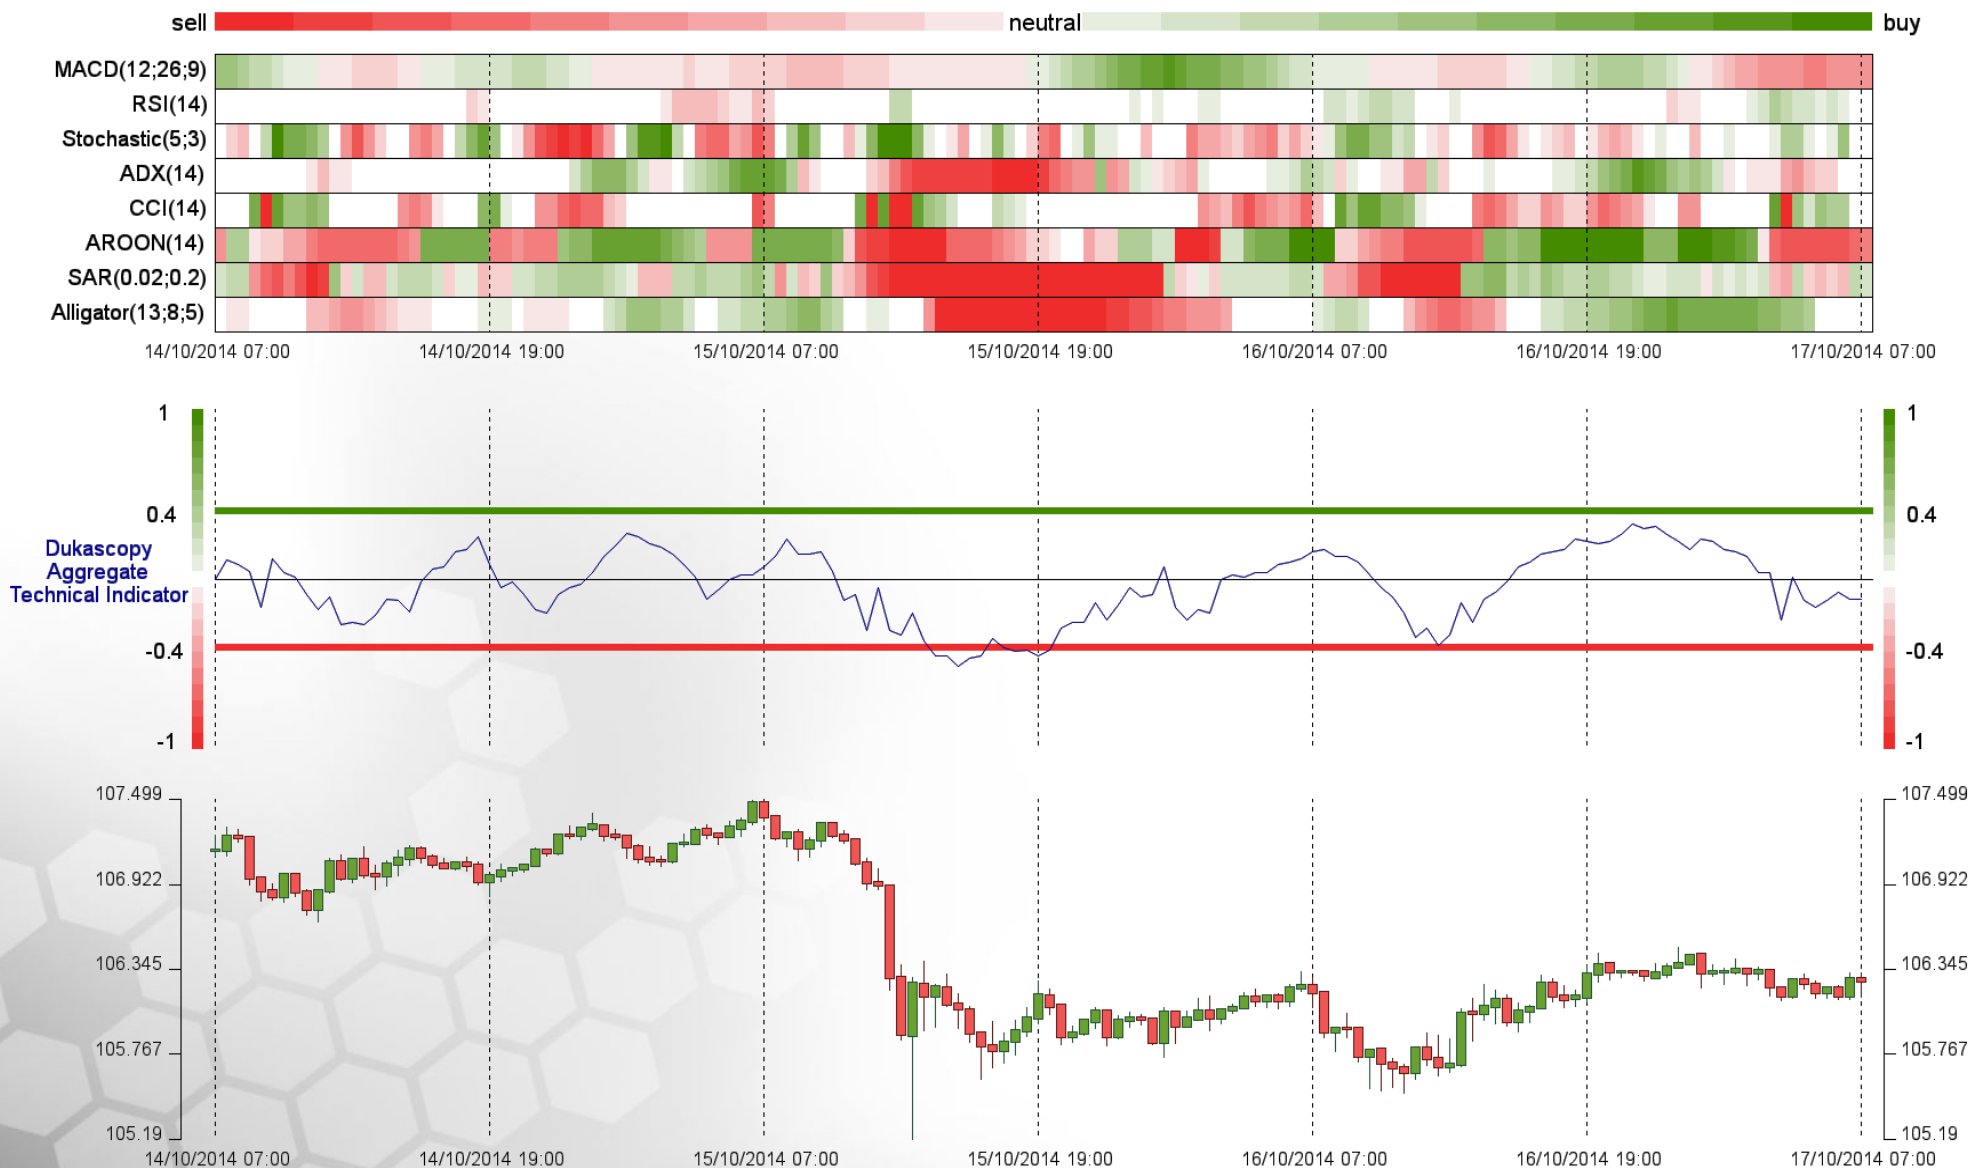 sell neutral buy
MACD(12;26;9)
RSI(14)
Stochastic(5;3)
ADX(14)
CCI(14)
AROON(14)
SAR(0.02;0.2)
Alligator(13;8;5)
14/10/2014 07:00 14/10/2014 19:00 15/10/2014 07:00 15/10/2014 19:00 16/10/2014 07:00 16/10/2014 19:00 17/10/2014 07:00
1 1
0.4 0.4
Dukascopy
Aggregate
Technical Indicator
-0.4 -0.4
-1 -1
107.499 107.499
106.922 106.922
106.345 106.345
105.767 105.767
105.19 105.19
14/10/2014 07:00 14/10/2014 19:00 15/10/2014 07:00 15/10/2014 19:00 16/10/2014 07:00 16/10/2014 19:00 17/10/2014 07:00